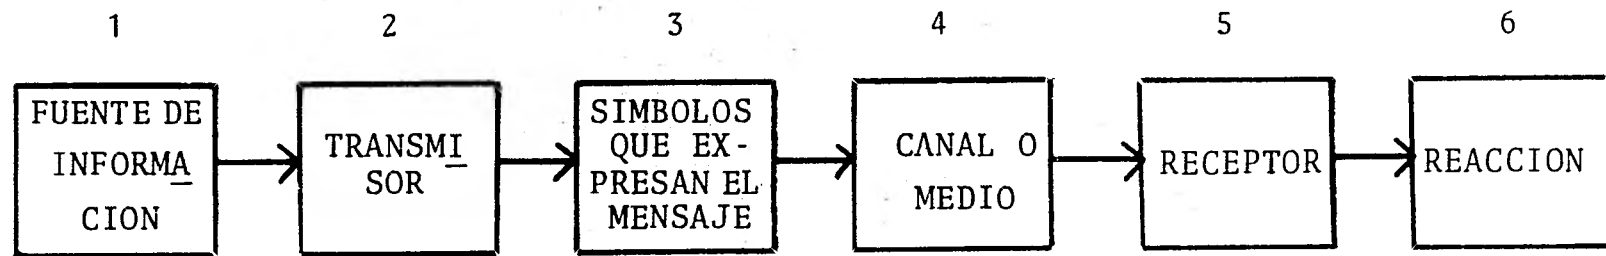 1 2 3 4 5 6
FUENTE DE
INFORMA
CION
TRANSMI
SOR
SIMBOLOS
QUE EX-
PRESAN EL
MENSAJE
CANAL O
MEDIO
RECEPTOR
REACCION